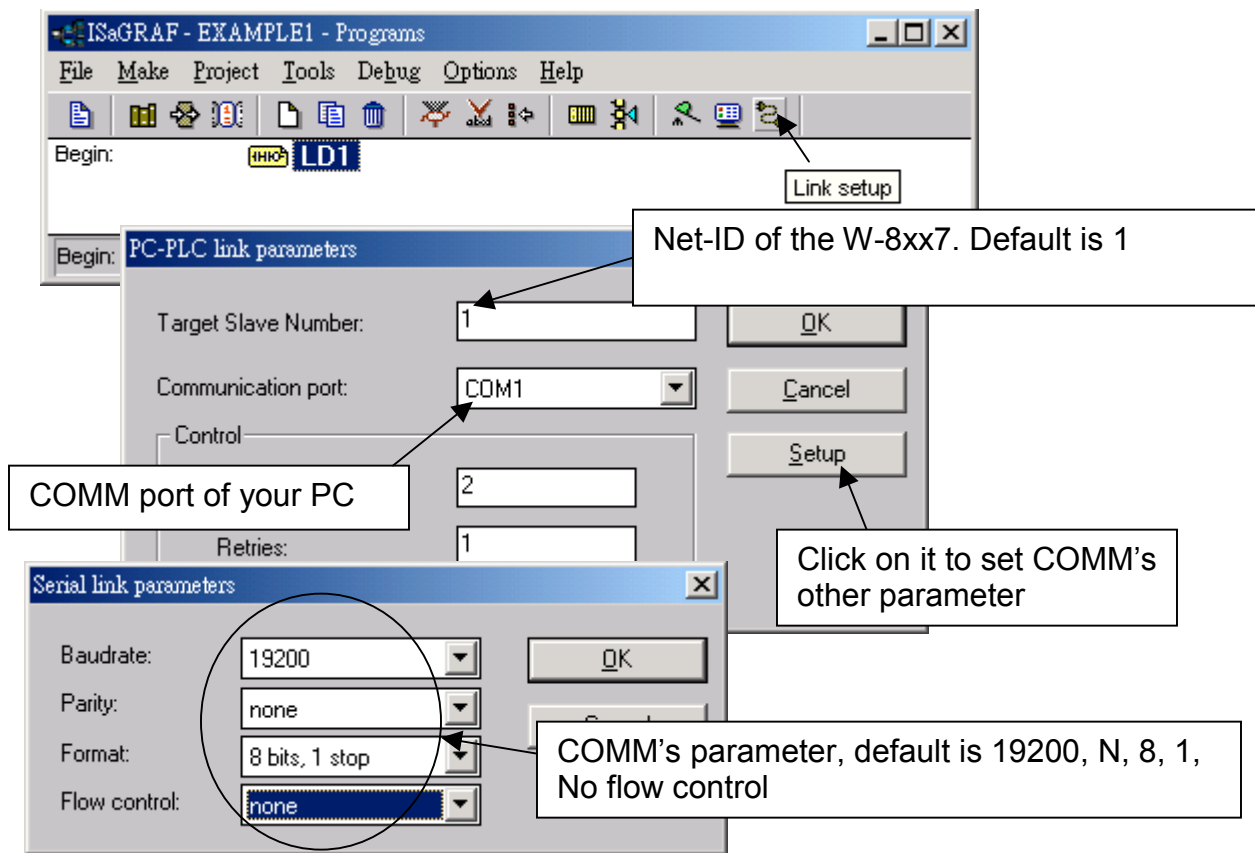 ISaGRAF - EXAMPLE1 - Programs
File Make Project Tools Debug Options Help
Begin: LD1
Link setup
Begin:
PC-PLC link parameters
Net-ID of the W-8xx7. Default is 1
Target Slave Number: 1
OK
Communication port: COM1
Cancel
Control
Setup
COMM port of your PC
2
Retries: 1
Click on it to set COMM’s
other parameter
Serial link parameters
Baudrate: 19200
OK
Parity: none
Format: 8 bits, 1 stop
COMM’s parameter, default is 19200, N, 8, 1,
No flow control
Flow control: none